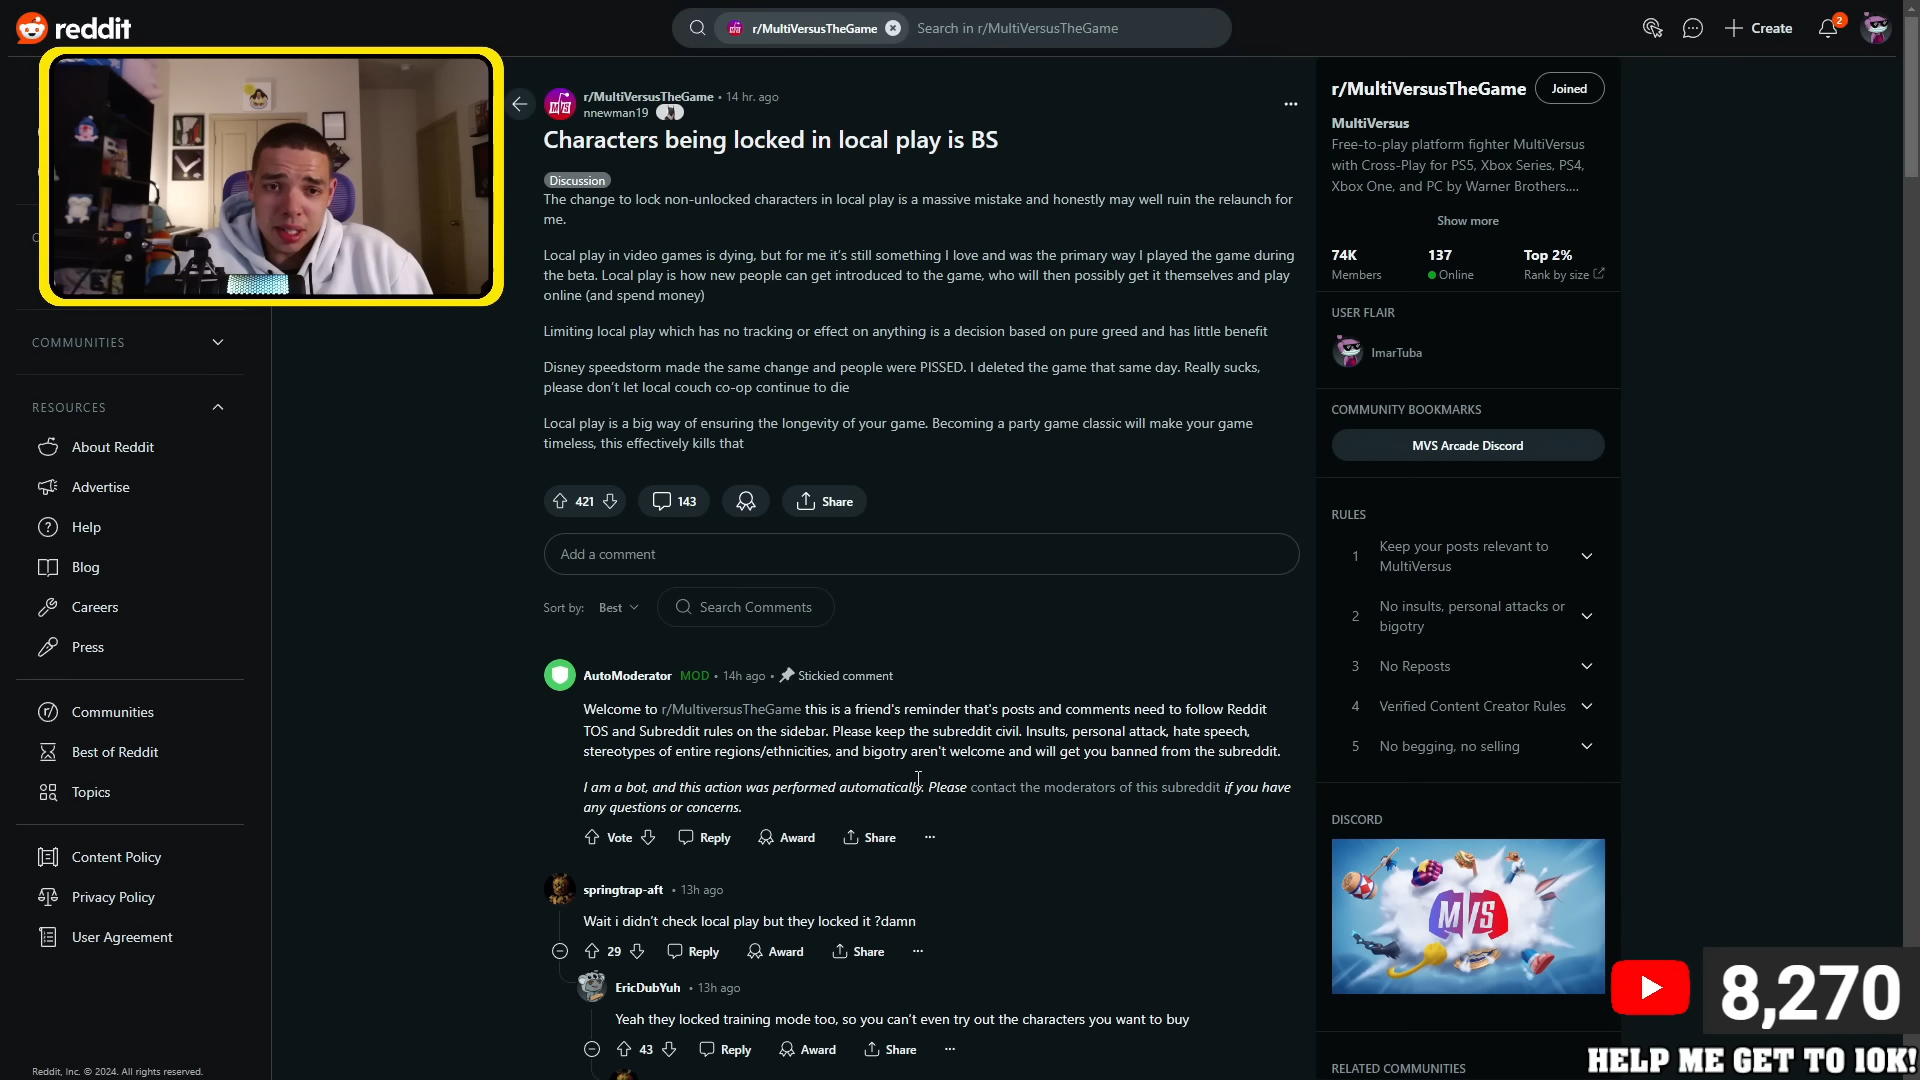 reddit
r/MultiVersusTheGame
Search in r/MultiVersusTheGame
Create
2
r/MultiVersusTheGame • 14 hr. ago
nnewman19
Characters being locked in local play is BS
Discussion
The change to lock non-unlocked characters in local play is a massive mistake and honestly may well ruin the relaunch for
me.
Local play in video games is dying, but for me it's still something I love and was the primary way I played the game during
the beta. Local play is how new people can get introduced to the game, who will then possibly get it themselves and play
online (and spend money)
Limiting local play which has no tracking or effect on anything is a decision based on pure greed and has little benefit
Disney speedstorm made the same change and people were PISSED. I deleted the game that same day. Really sucks,
please don't let local couch co-op continue to die
Local play is a big way of ensuring the longevity of your game. Becoming a party game classic will make your game
timeless, this effectively kills that
421
143
Share
Add a comment
Sort by: Best
Search Comments
AutoModerator MOD • 14h ago • Stickied comment
Welcome to r/MultiversusTheGame this is a friend's reminder that's posts and comments need to follow Reddit
TOS and Subreddit rules on the sidebar. Please keep the subreddit civil. Insults, personal attack, hate speech,
stereotypes of entire regions/ethnicities, and bigotry aren't welcome and will get you banned from the subreddit.
I am a bot, and this action was performed automatically. Please contact the moderators of this subreddit if you have
any questions or concerns.
Vote Reply Award Share
springtrap-aft • 13h ago
Wait i didn't check local play but they locked it ?damn
29 Reply Award Share
EricDubYuh • 13h ago
Yeah they locked training mode too, so you can't even try out the characters you want to buy
43 Reply Award Share
COMMUNITIES
RESOURCES
About Reddit
Advertise
Help
Blog
Careers
Press
Communities
Best of Reddit
Topics
Content Policy
Privacy Policy
User Agreement
Reddit, Inc. © 2024. All rights reserved.
r/MultiVersusTheGame
Joined
MultiVersus
Free-to-play platform fighter MultiVersus
with Cross-Play for PS5, Xbox Series, PS4,
Xbox One, and PC by Warner Brothers....
Show more
74K 137 Top 2%
Members Online Rank by size
USER FLAIR
ImarTuba
COMMUNITY BOOKMARKS
MVS Arcade Discord
RULES
1 Keep your posts relevant to
MultiVersus
2 No insults, personal attacks or
bigotry
3 No Reposts
4 Verified Content Creator Rules
5 No begging, no selling
DISCORD
MVS
8,270
HELP ME GET TO 10K!
RELATED COMMUNITIES